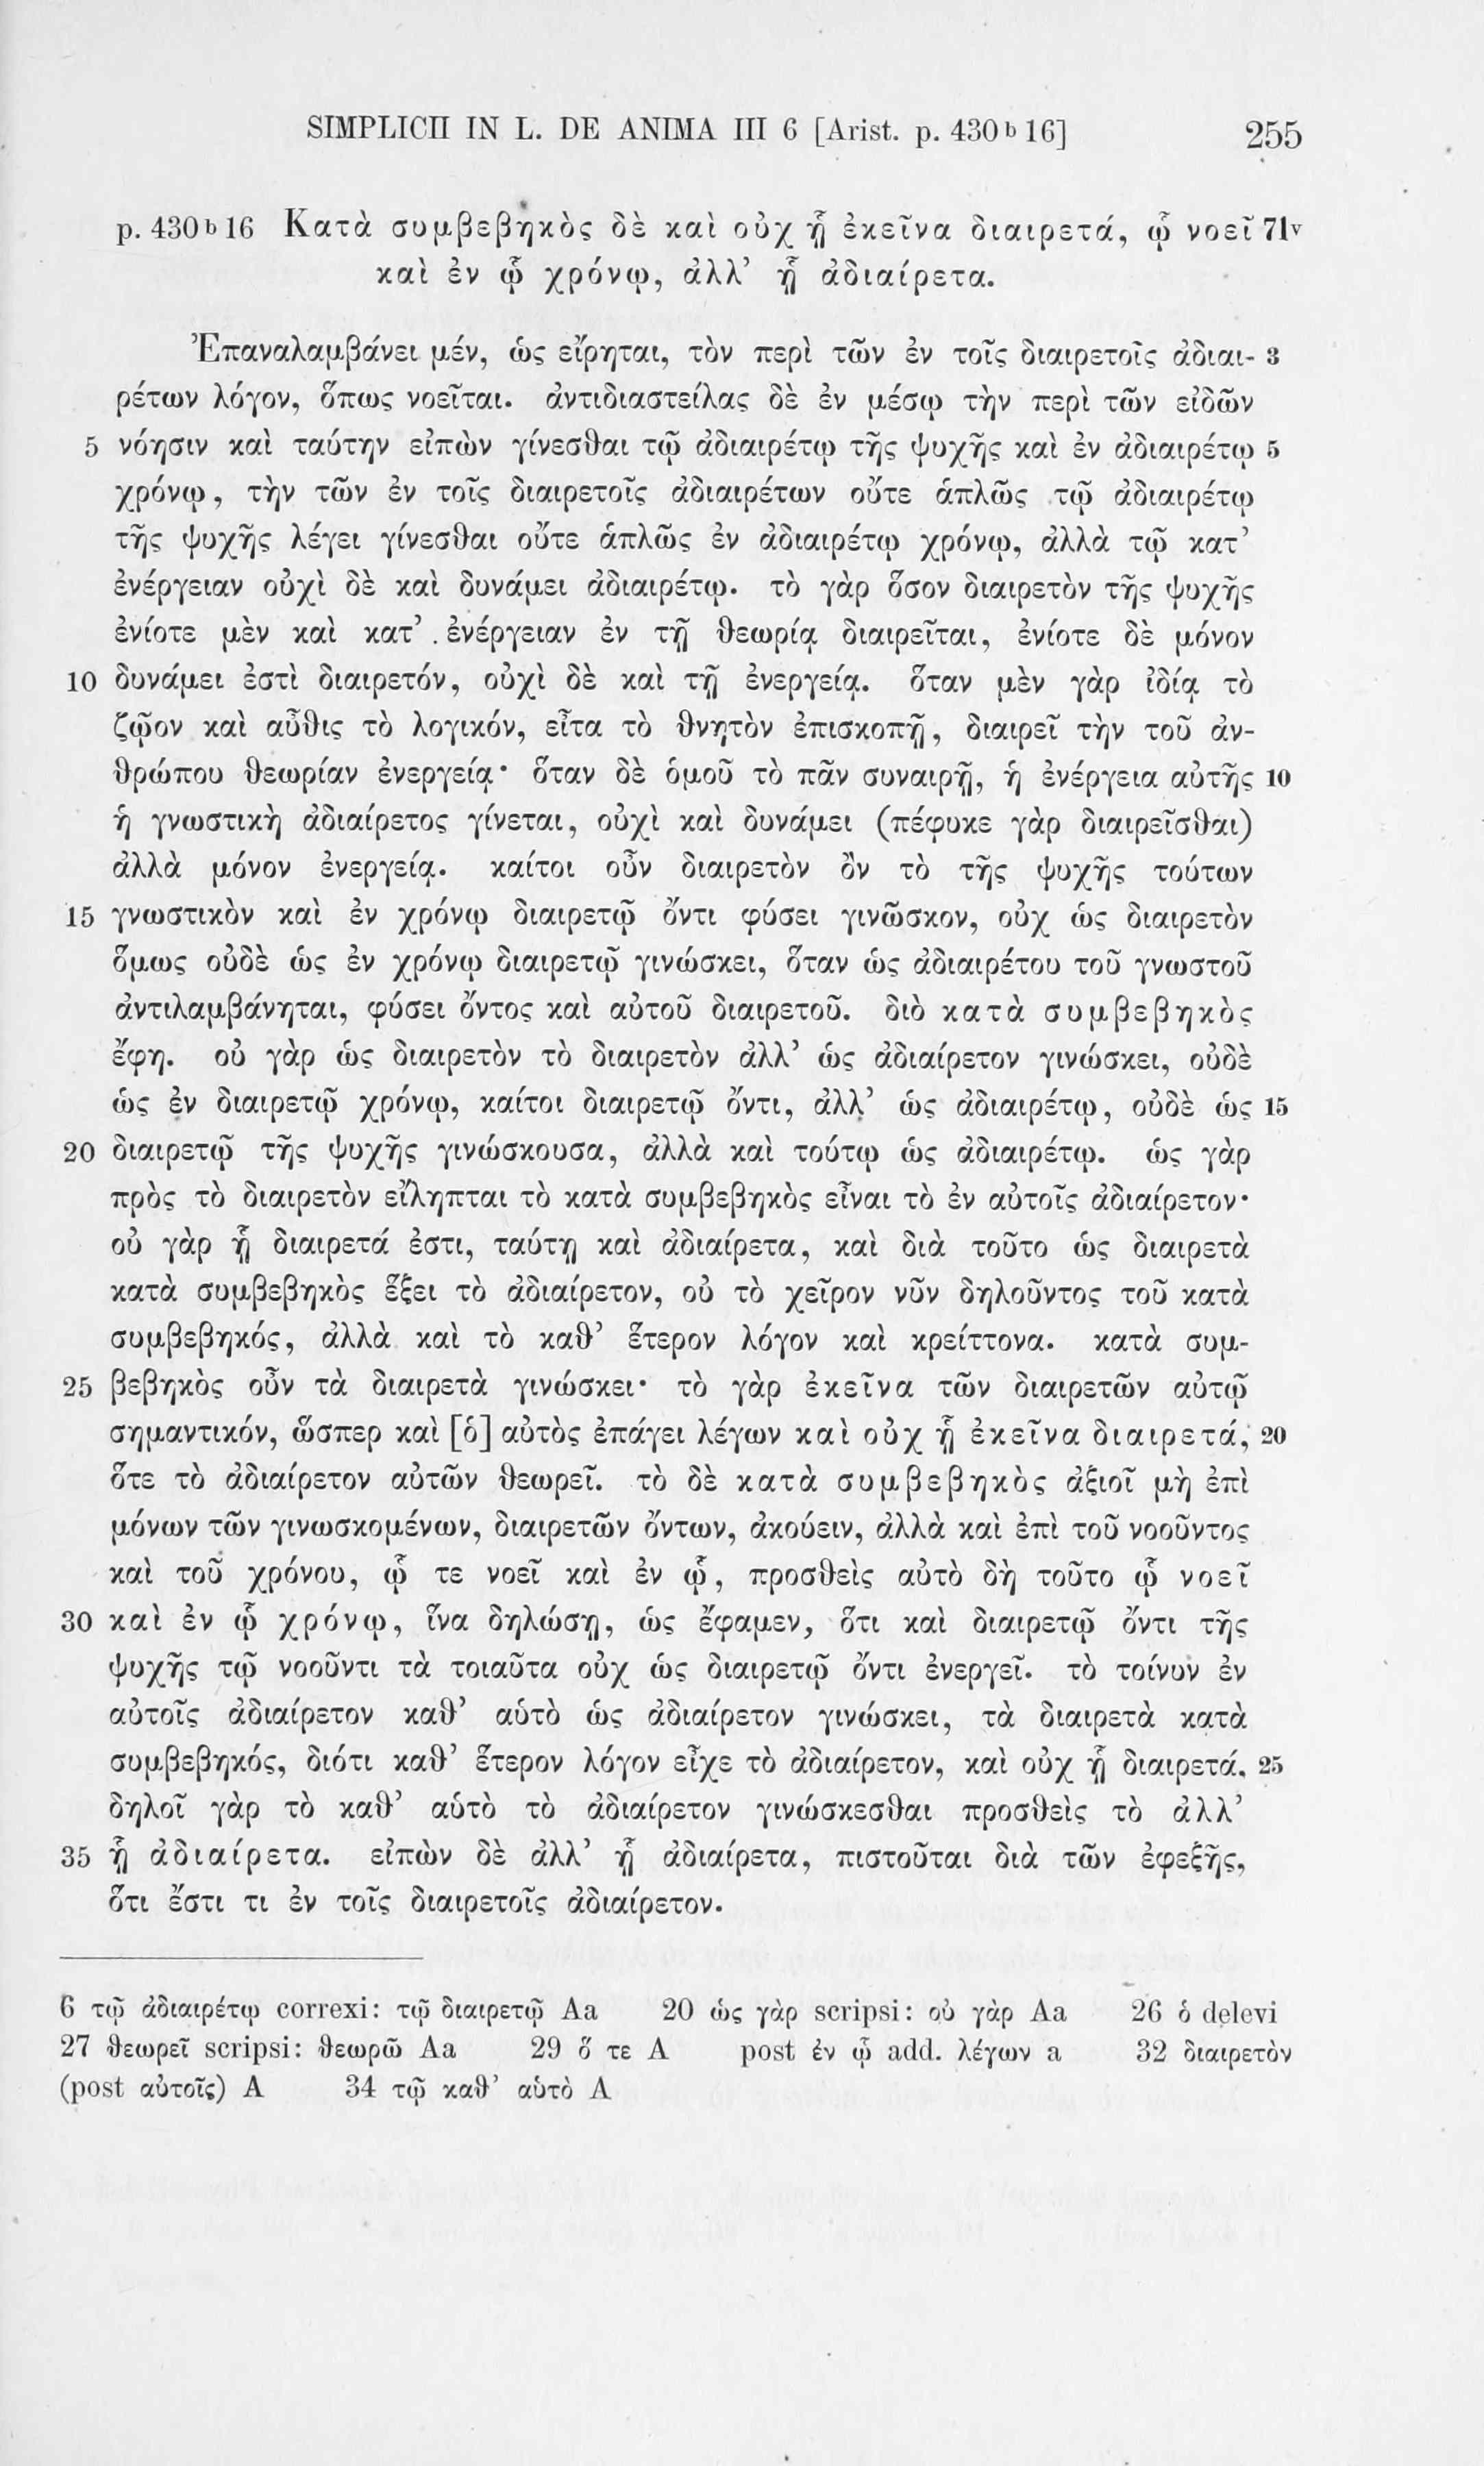 SIMPLICII IN L. DE ANIMA III 6 [Arist. p. 430 b 16] 255
p. 430 b 16 Κατὰ συμβεβηκὸς δὲ καὶ οὐχ ᾗ ἐκεῖνα διαιρετά, ᾧ νοεῖ 71v
καὶ ἐν ᾧ χρόνῳ, ἀλλ’ ᾗ ἀδιαίρετα.
Ἐπαναλαμβάνει μέν, ὡς εἴρηται, τὸν περὶ τῶν ἐν τοῖς διαιρετοῖς ἀδιαι- 3
ρέτων λόγον, ὅπως νοεῖται. ἀντιδιαστείλας δὲ ἐν μέσῳ τὴν περὶ τῶν εἰδῶν
5 νόησιν καὶ ταύτην εἰπὼν γίνεσθαι τῷ ἀδιαιρέτῳ τῆς ψυχῆς καὶ ἐν ἀδιαιρέτῳ 5
χρόνῳ, τὴν τῶν ἐν τοῖς διαιρετοῖς ἀδιαιρέτων οὔτε ἁπλῶς τῷ ἀδιαιρέτῳ
τῆς ψυχῆς λέγει γίνεσθαι οὔτε ἁπλῶς ἐν ἀδιαιρέτῳ χρόνῳ, ἀλλὰ τῷ κατ’
ἐνέργειαν οὐχὶ δὲ καὶ δυνάμει ἀδιαιρέτῳ. τὸ γὰρ ὅσον διαιρετὸν τῆς ψυχῆς
ἐνίοτε μὲν καὶ κατ’ ἐνέργειαν ἐν τῇ θεωρίᾳ διαιρεῖται, ἐνίοτε δὲ μόνον
10 δυνάμει ἐστὶ διαιρετόν, οὐχὶ δὲ καὶ τῇ ἐνεργείᾳ. ὅταν μὲν γὰρ ἰδίᾳ τὸ
ζῷον καὶ αὖθις τὸ λογικόν, εἶτα τὸ θνητὸν ἐπισκοπῇ, διαιρεῖ τὴν τοῦ ἀν-
θρώπου θεωρίαν ἐνεργείᾳ· ὅταν δὲ ὁμοῦ τὸ πᾶν συναιρῇ, ἡ ἐνέργεια αὐτῆς 10
ἡ γνωστικὴ ἀδιαίρετος γίνεται, οὐχὶ καὶ δυνάμει (πέφυκε γὰρ διαιρεῖσθαι)
ἀλλὰ μόνον ἐνεργείᾳ. καίτοι οὖν διαιρετὸν ὂν τὸ τῆς ψυχῆς τούτων
15 γνωστικὸν καὶ ἐν χρόνῳ διαιρετῷ ὄντι φύσει γινῶσκον, οὐχ ὡς διαιρετὸν
ὅμως οὐδὲ ὡς ἐν χρόνῳ διαιρετῷ γινώσκει, ὅταν ὡς ἀδιαιρέτου τοῦ γνωστοῦ
ἀντιλαμβάνηται, φύσει ὄντος καὶ αὐτοῦ διαιρετοῦ. διὸ κατὰ συμβεβηκὸς
ἔφη. οὐ γὰρ ὡς διαιρετὸν τὸ διαιρετὸν ἀλλ’ ὡς ἀδιαίρετον γινώσκει, οὐδὲ
ὡς ἐν διαιρετῷ χρόνῳ, καίτοι διαιρετῷ ὄντι, ἀλλ’ ὡς ἀδιαιρέτῳ, οὐδὲ ὡς 15
20 διαιρετῷ τῆς ψυχῆς γινώσκουσα, ἀλλὰ καὶ τούτῳ ὡς ἀδιαιρέτῳ. ὡς γὰρ
πρὸς τὸ διαιρετὸν εἴληπται τὸ κατὰ συμβεβηκὸς εἶναι τὸ ἐν αὐτοῖς ἀδιαίρετον·
οὐ γὰρ ᾗ διαιρετά ἐστι, ταύτῃ καὶ ἀδιαίρετα, καὶ διὰ τοῦτο ὡς διαιρετὰ
κατὰ συμβεβηκὸς ἕξει τὸ ἀδιαίρετον, οὐ τὸ χεῖρον νῦν δηλοῦντος τοῦ κατὰ
συμβεβηκός, ἀλλὰ καὶ τὸ καθ’ ἕτερον λόγον καὶ κρείττονα. κατὰ συμ-
25 βεβηκὸς οὖν τὰ διαιρετὰ γινώσκει· τὸ γὰρ ἐκεῖνα τῶν διαιρετῶν αὐτῷ
σημαντικόν, ὥσπερ καὶ [ὁ] αὐτὸς ἐπάγει λέγων καὶ οὐχ ᾗ ἐκεῖνα διαιρετά, 20
ὅτε τὸ ἀδιαίρετον αὐτῶν θεωρεῖ. τὸ δὲ κατὰ συμβεβηκὸς ἀξιοῖ μὴ ἐπὶ
μόνων τῶν γινωσκομένων, διαιρετῶν ὄντων, ἀκούειν, ἀλλὰ καὶ ἐπὶ τοῦ νοοῦντος
καὶ τοῦ χρόνου, ᾧ τε νοεῖ καὶ ἐν ᾧ, προσθεὶς αὐτὸ δὴ τοῦτο ᾧ νοεῖ
30 καὶ ἐν ᾧ χρόνῳ, ἵνα δηλώσῃ, ὡς ἔφαμεν, ὅτι καὶ διαιρετῷ ὄντι τῆς
ψυχῆς τῷ νοοῦντι τὰ τοιαῦτα οὐχ ὡς διαιρετῷ ὄντι ἐνεργεῖ. τὸ τοίνυν ἐν
αὐτοῖς ἀδιαίρετον καθ’ αὑτὸ ὡς ἀδιαίρετον γινώσκει, τὰ διαιρετὰ κατὰ
συμβεβηκός, διότι καθ’ ἕτερον λόγον εἶχε τὸ ἀδιαίρετον, καὶ οὐχ ᾗ διαιρετά. 25
δηλοῖ γὰρ τὸ καθ’ αὑτὸ τὸ ἀδιαίρετον γινώσκεσθαι προσθεὶς τὸ ἀλλ’
35 ᾗ ἀδιαίρετα. εἰπὼν δὲ ἀλλ’ ᾗ ἀδιαίρετα, πιστοῦται διὰ τῶν ἐφεξῆς,
ὅτι ἔστι τι ἐν τοῖς διαιρετοῖς ἀδιαίρετον.
6 τῷ ἀδιαιρέτῳ correxi: τῷ διαιρετῷ Aa 20 ὡς γὰρ scripsi: οὐ γὰρ Aa 26 ὁ delevi
27 θεωρεῖ scripsi: θεωρῶ Aa 29 ὅ τε A post ἐν ᾧ add. λέγων a 32 διαιρετὸν
(post αὐτοῖς) A 34 τῷ καθ’ αὑτὸ A